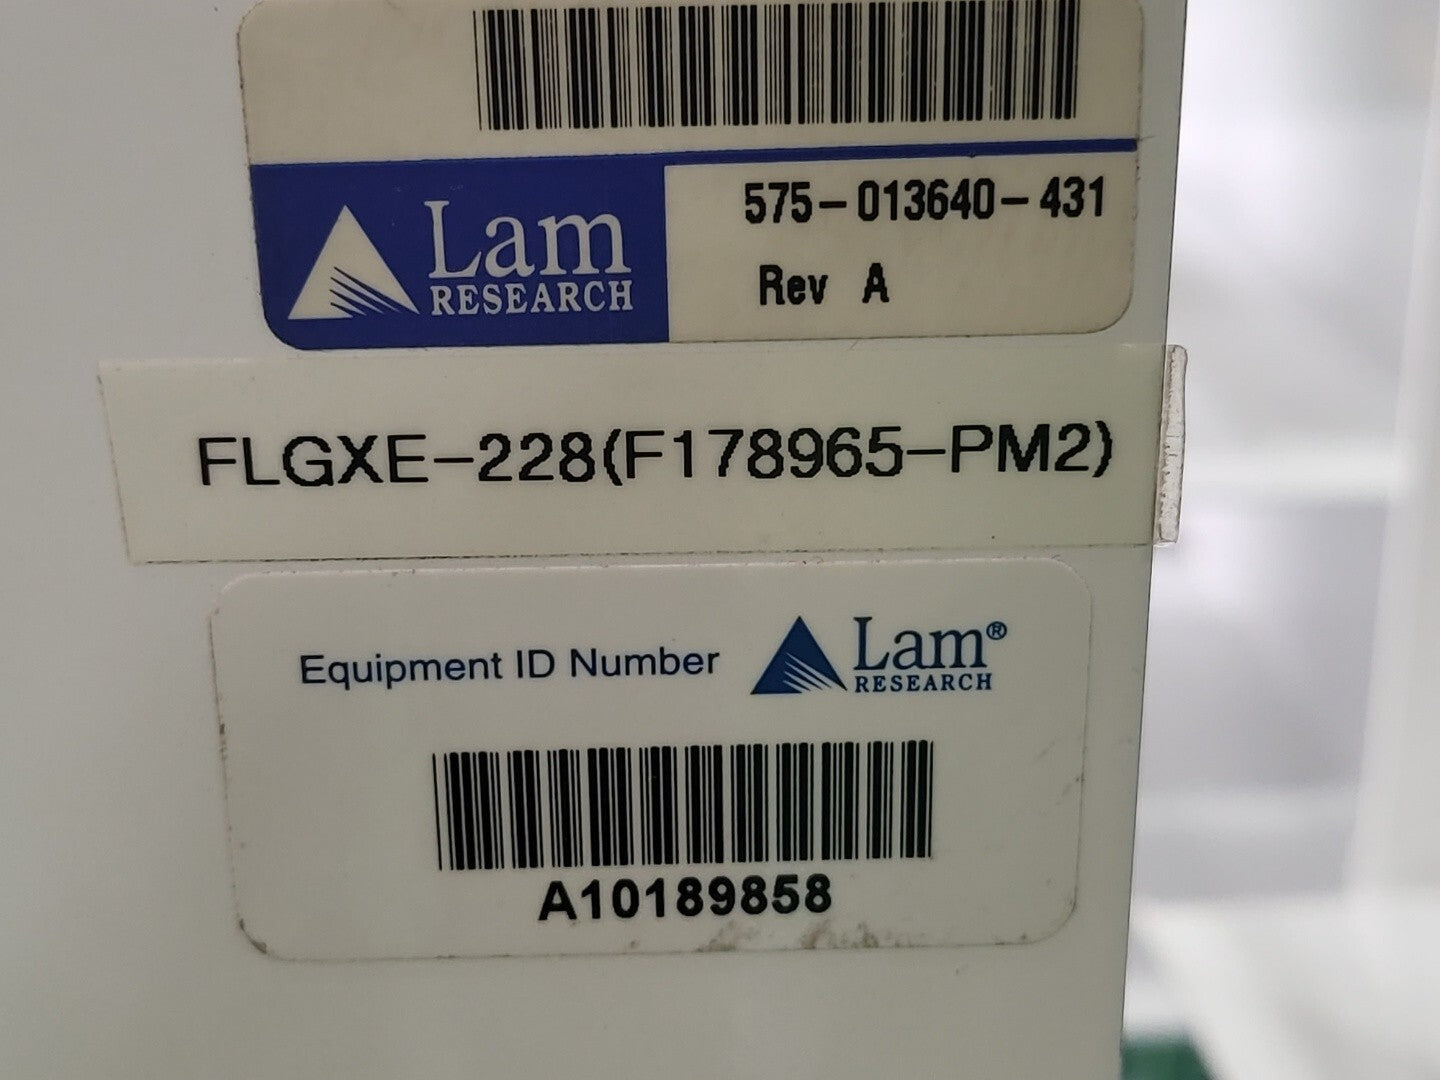 Lam
RESEARCH
575-013640-431
Rev A
FLGXE-228(F178965-PM2)
Equipment ID Number
Lam®
RESEARCH
A10189858